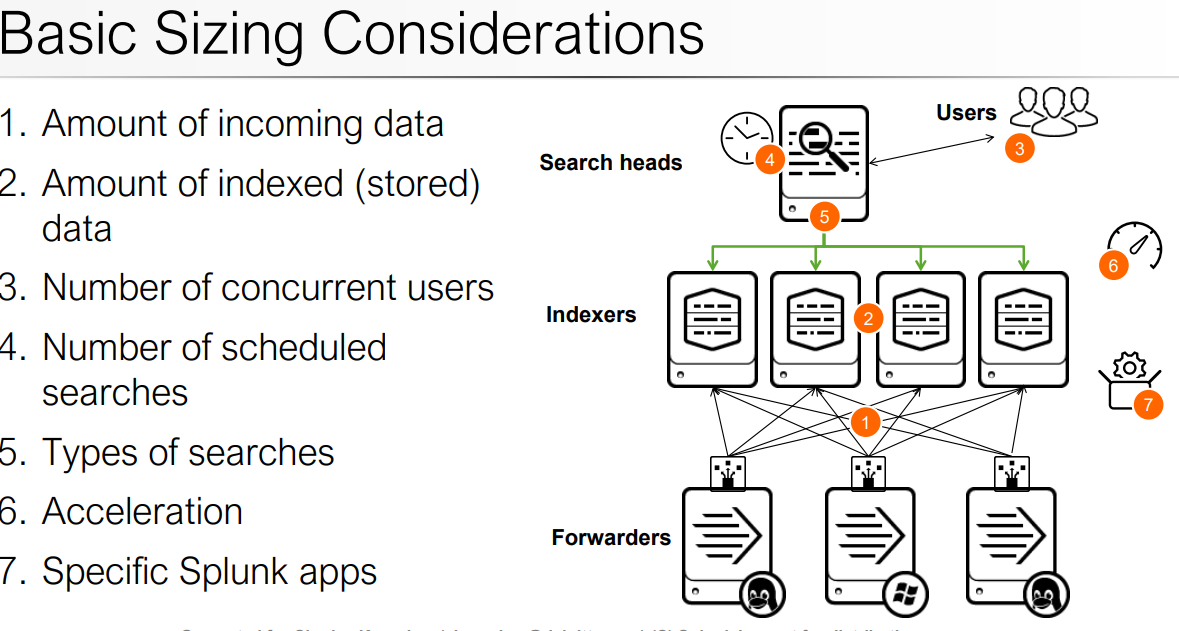 Basic Sizing Considerations
1. Amount of incoming data
2. Amount of indexed (stored)
data
3. Number of concurrent users
4. Number of scheduled
searches
5. Types of searches
6. Acceleration
7. Specific Splunk apps
Users
3
4
Search heads
5
6
Indexers
2
7
1
Forwarders